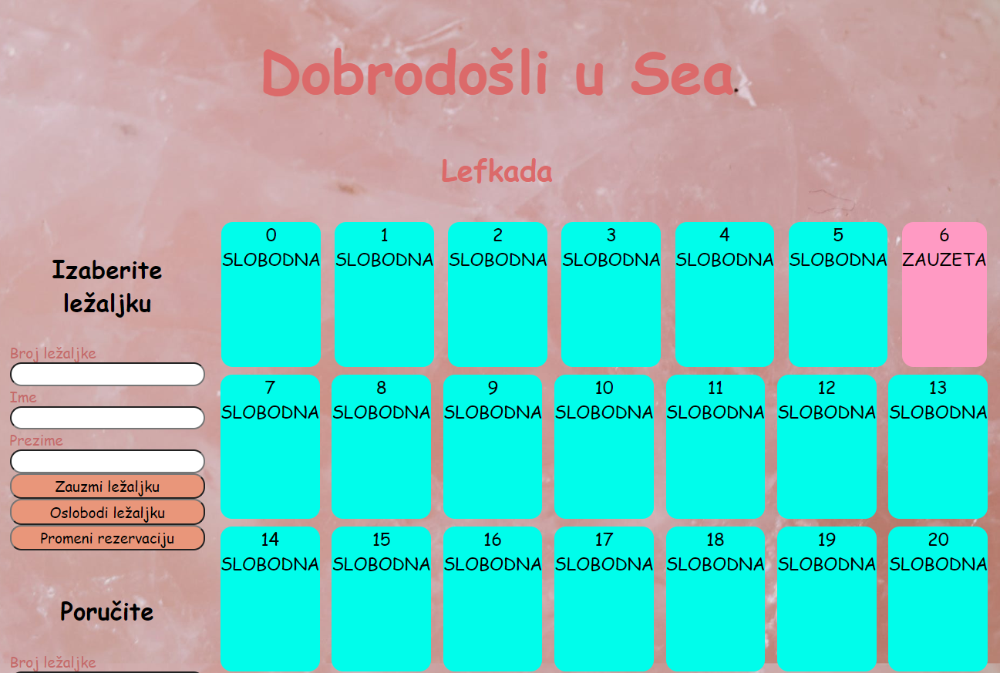 Dobrodošli u Sea.
Lefkada
Izaberite
ležaljku
Broj ležaljke
Ime
Prezime
Zauzmi ležaljku
Oslobodi ležaljku
Promeni rezervaciju
Poručite
Broj ležaljke
0 1 2 3 4 5 6
SLOBODNA SLOBODNA SLOBODNA SLOBODNA SLOBODNA SLOBODNA ZAUZETA
7 8 9 10 11 12 13
SLOBODNA SLOBODNA SLOBODNA SLOBODNA SLOBODNA SLOBODNA SLOBODNA
14 15 16 17 18 19 20
SLOBODNA SLOBODNA SLOBODNA SLOBODNA SLOBODNA SLOBODNA SLOBODNA